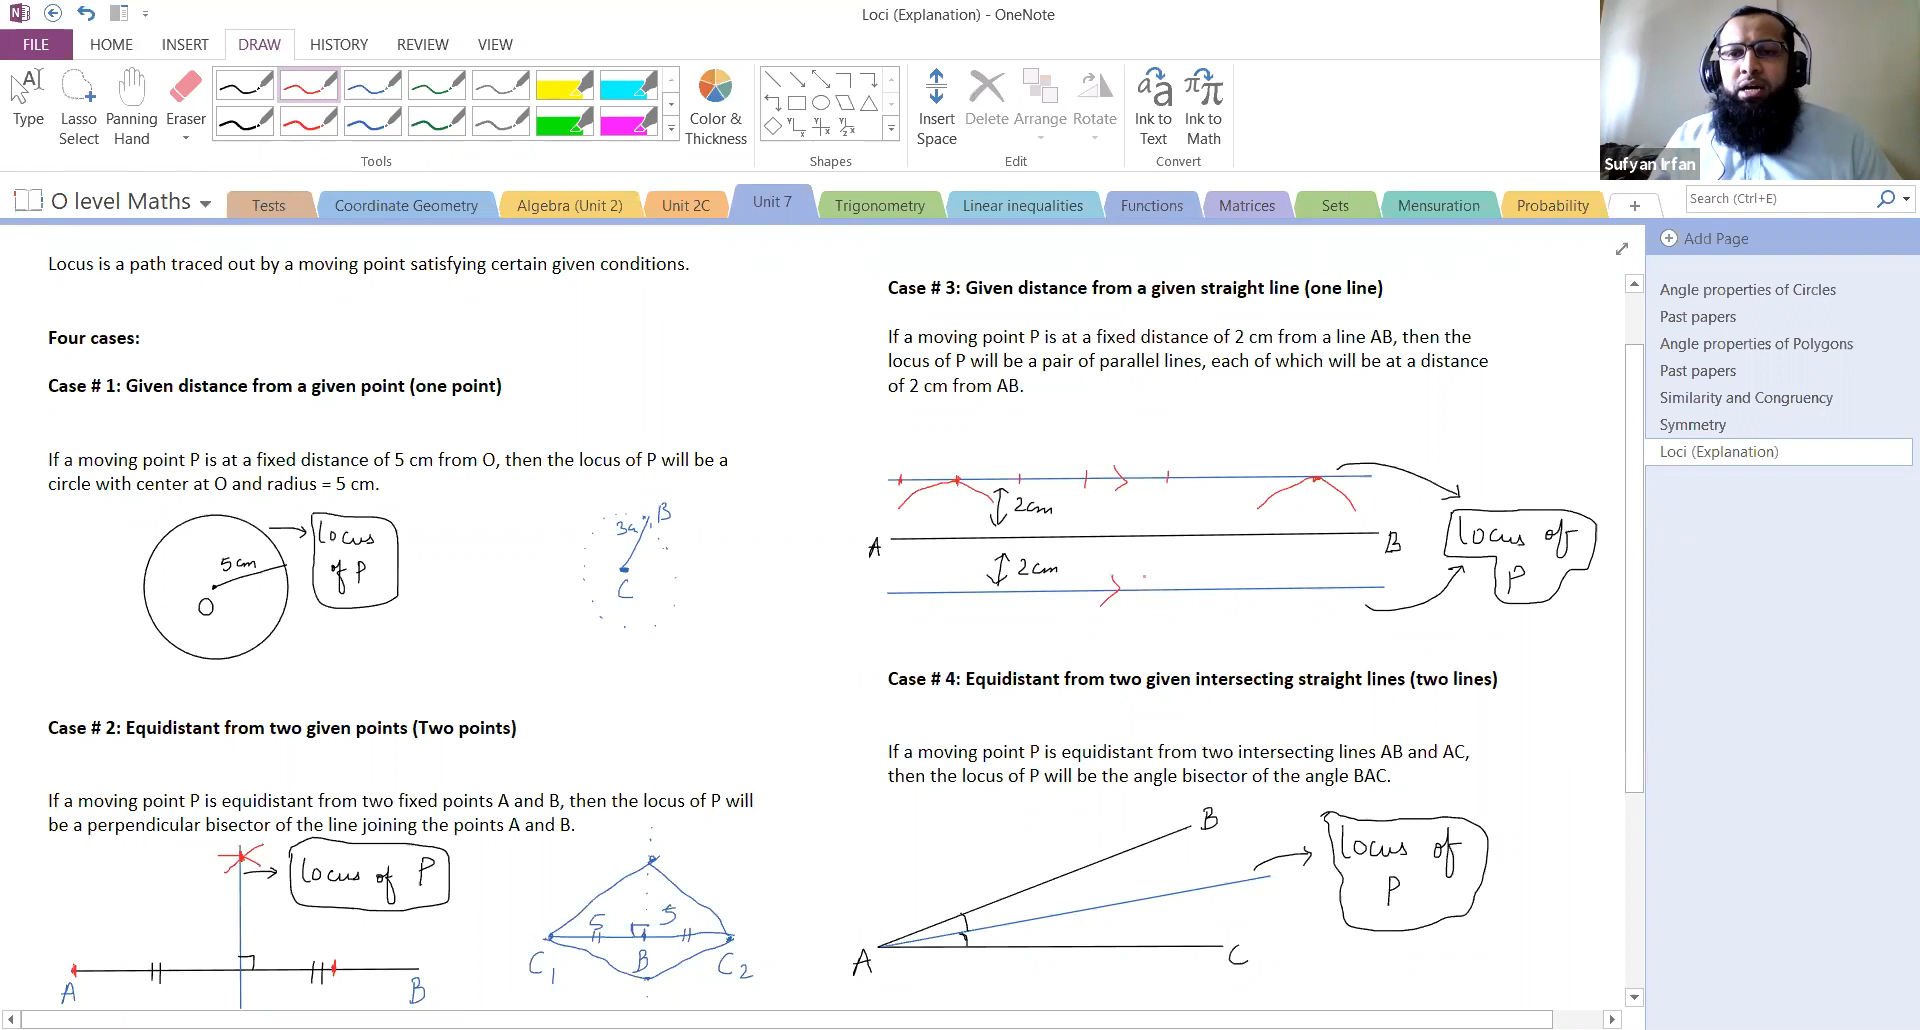 Loci (Explanation) - OneNote
FILE HOME INSERT DRAW HISTORY REVIEW VIEW
Type
Lasso Select
Panning Hand
Eraser
Color & Thickness
Insert Space
Delete
Arrange
Rotate
Ink to Text
Ink to Math
Tools
Shapes
Edit
Convert
Sufyan Irfan
O level Maths
Tests
Coordinate Geometry
Algebra (Unit 2)
Unit 2C
Unit 7
Trigonometry
Linear inequalities
Functions
Matrices
Sets
Mensuration
Probability
Search (Ctrl+E)
Add Page
Angle properties of Circles
Past papers
Angle properties of Polygons
Past papers
Similarity and Congruency
Symmetry
Loci (Explanation)
Locus is a path traced out by a moving point satisfying certain given conditions.
Four cases:
Case # 1: Given distance from a given point (one point)
If a moving point P is at a fixed distance of 5 cm from O, then the locus of P will be a
circle with center at O and radius = 5 cm.
5 cm
O
Locus
of P
B
C
Case # 2: Equidistant from two given points (Two points)
If a moving point P is equidistant from two fixed points A and B, then the locus of P will
be a perpendicular bisector of the line joining the points A and B.
Locus of P
A
B
5 5
C1 B C2
Case # 3: Given distance from a given straight line (one line)
If a moving point P is at a fixed distance of 2 cm from a line AB, then the
locus of P will be a pair of parallel lines, each of which will be at a distance
of 2 cm from AB.
2cm
A
B
2cm
Locus of
P
Case # 4: Equidistant from two given intersecting straight lines (two lines)
If a moving point P is equidistant from two intersecting lines AB and AC,
then the locus of P will be the angle bisector of the angle BAC.
B
A
C
Locus of
P